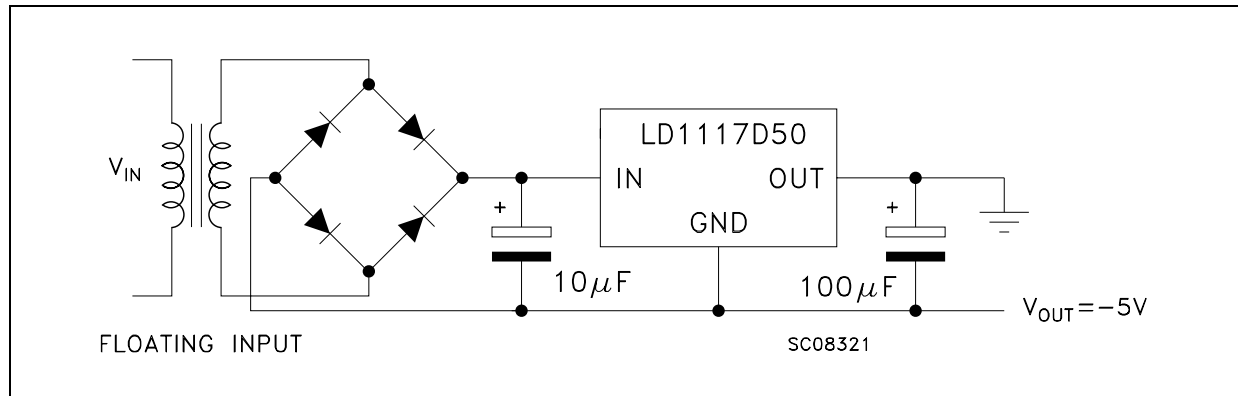 LD1117D50
V_IN
IN
OUT
+
+
GND
10μF
100μF
V_OUT=-5V
FLOATING INPUT
SC08321